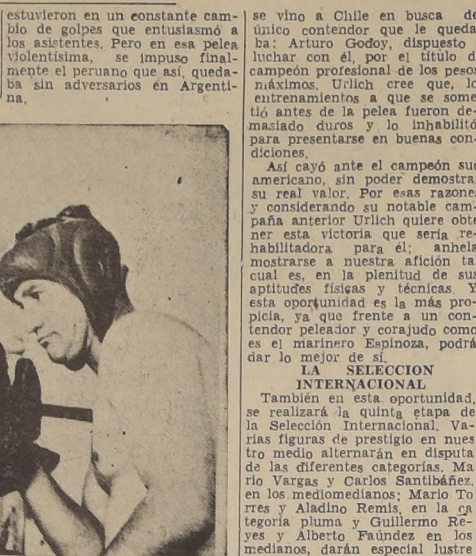 estuvieron en un constante cam-
bio de golpes que entusiasmó a
los asistentes. Pero en esa pelea
violentísima, se impuso final-
mente el peruano que así, queda-
ba sin adversarios en Argenti-
na,
se vino a Chile en busca de
único contendor que le queda
ba: Arturo Godoy, dispuesto
luchar con él, por el título d
campeón profesional de los peso
máximos. Urlich cree que, lo
entrenamientos a que se some
tió antes de la pelea fueron de-
masiado duros y lo inhabilitó
para presentarse en buenas con-
diciones.
Así cayó ante el campeón sud
americano, sin poder demostra
su real valor. Por esas razone
y considerando su notable cam-
paña anterior Urlich quiere obte
ner esta victoria que sería re-
habilitadora para él; anhela
mostrarse a nuestra afición ta
cual es, en la plenitud de sus
aptitudes físicas y técnicas. Y
esta oportunidad es la más pro-
picia, ya que frente a un con-
tendor peleador y corajudo como
es el marinero Espinoza, podrá
dar lo mejor de sí.
LA SELECCION
INTERNACIONAL
También en esta oportunidad,
se realizará la quinta etapa de
la Selección Internacional. Va-
rias figuras de prestigio en nues
tro medio alternarán en disputa
de las diferentes categorías. Ma
rio Vargas y Carlos Santibáñez,
en los mediomedianos; Mario To
rres y Aladino Remis, en la ca
tegoría pluma y Guillermo Re-
yes y Alberto Faúndez en los
medianos, darán especial lustre